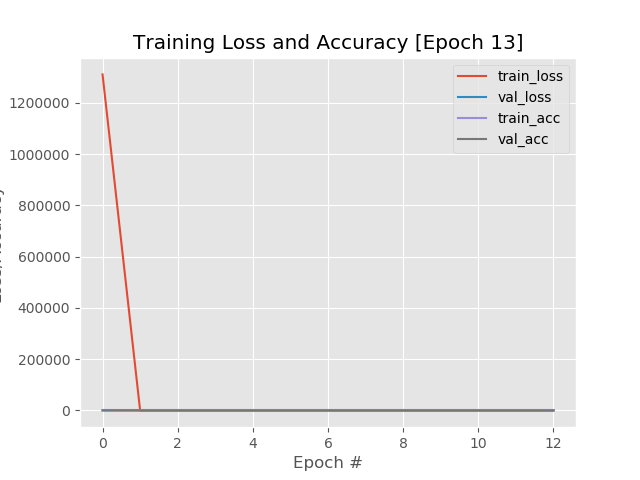 Training Loss and Accuracy [Epoch 13]
train_loss
val_loss
train_acc
val_acc
1200000
1000000
800000
600000
400000
200000
0
0 2 4 6 8 10 12
Epoch #